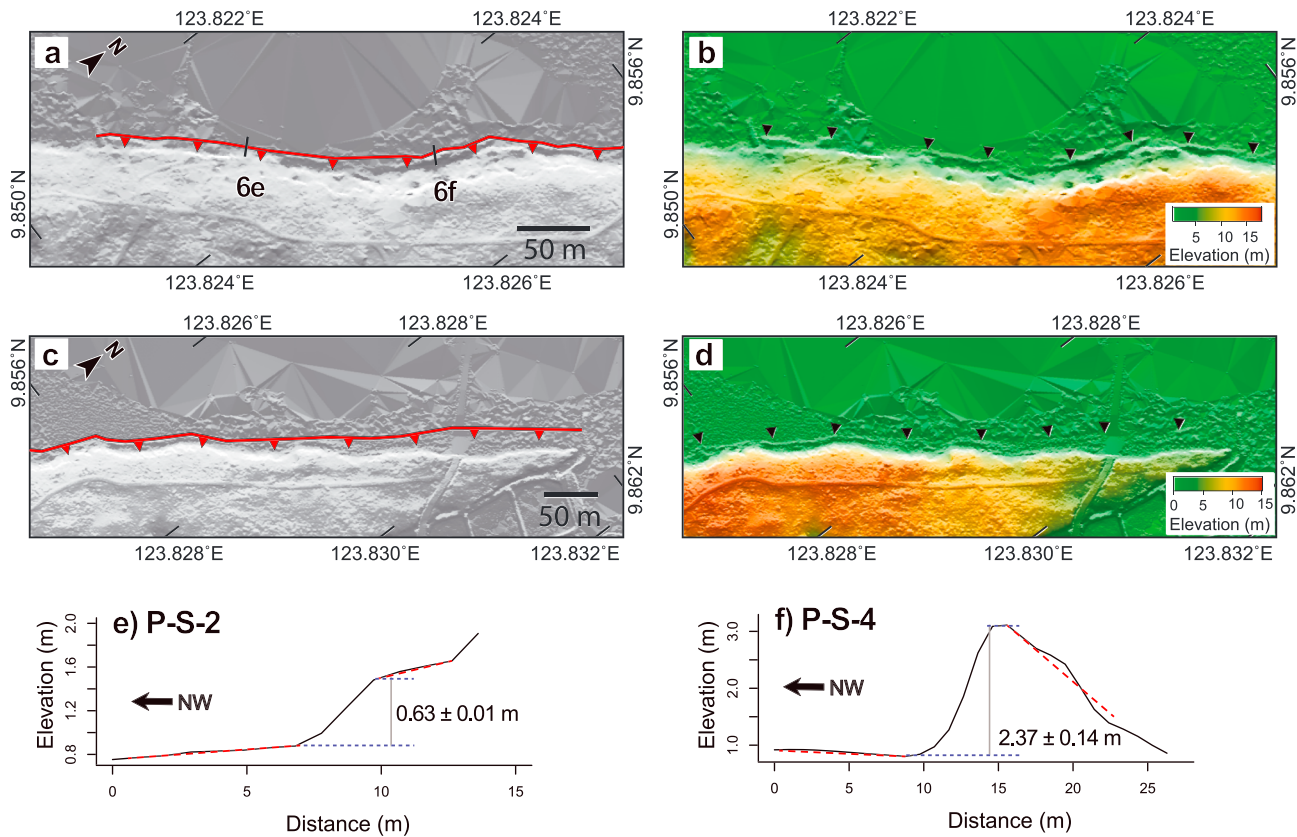 123.822°E 123.824°E 123.822°E 123.824°E
a N 9.856°N b 9.856°N
6e 6f
9.850°N 50 m 9.850°N 5 10 15
Elevation (m)
123.824°E 123.826°E 123.824°E 123.826°E
123.826°E 123.828°E 123.826°E 123.828°E
9.856°N c N 9.856°N d
50 m 9.862°N 0 5 10 15 9.862°N
Elevation (m)
123.828°E 123.830°E 123.832°E 123.828°E 123.830°E 123.832°E
e) P-S-2
Elevation (m)
0.8 1.2 1.6 2.0
NW
0.63 ± 0.01 m
0 5 10 15
Distance (m)
f) P-S-4
Elevation (m)
1.0 2.0 3.0
NW
2.37 ± 0.14 m
0 5 10 15 20 25
Distance (m)